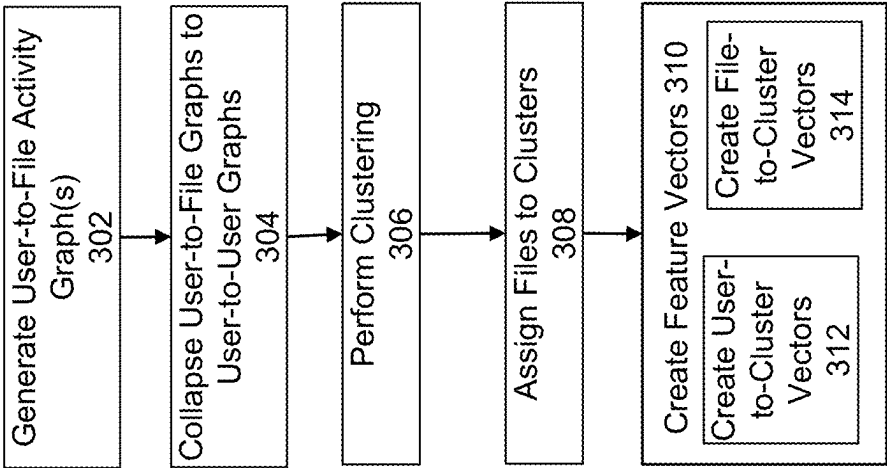 Generate User-to-File Activity
Graph(s)
302
Collapse User-to-File Graphs to
User-to-User Graphs
304
Perform Clustering
306
Assign Files to Clusters
308
Create Feature Vectors 310
Create User-
to-Cluster
Vectors
312
Create File-
to-Cluster
Vectors
314